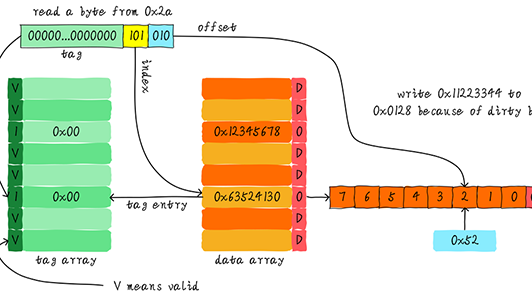 read a byte from 0x2a
00000...0000000 101 010
tag
offset
index
write 0x11223344 to
0x0128 because of dirty b
V
V
1 0x00
V
V
1 0x00
V
V
D
D
0x12345678 0
D
D
0x63524130 0
D
D
tag entry
7 6 5 4 3 2 1 0
0x52
tag array
data array
V means valid